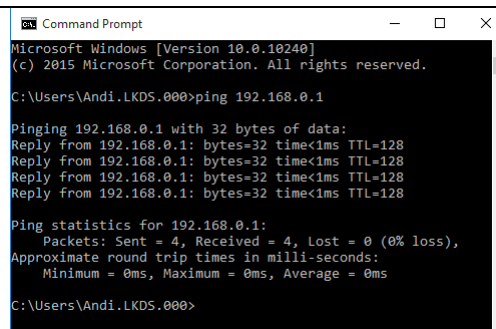 Command Prompt
Microsoft Windows [Version 10.0.10240]
(c) 2015 Microsoft Corporation. All rights reserved.
C:\Users\Andi.LKDS.000>ping 192.168.0.1
Pinging 192.168.0.1 with 32 bytes of data:
Reply from 192.168.0.1: bytes=32 time<1ms TTL=128
Reply from 192.168.0.1: bytes=32 time<1ms TTL=128
Reply from 192.168.0.1: bytes=32 time<1ms TTL=128
Reply from 192.168.0.1: bytes=32 time<1ms TTL=128
Ping statistics for 192.168.0.1:
    Packets: Sent = 4, Received = 4, Lost = 0 (0% loss),
Approximate round trip times in milli-seconds:
    Minimum = 0ms, Maximum = 0ms, Average = 0ms
C:\Users\Andi.LKDS.000>